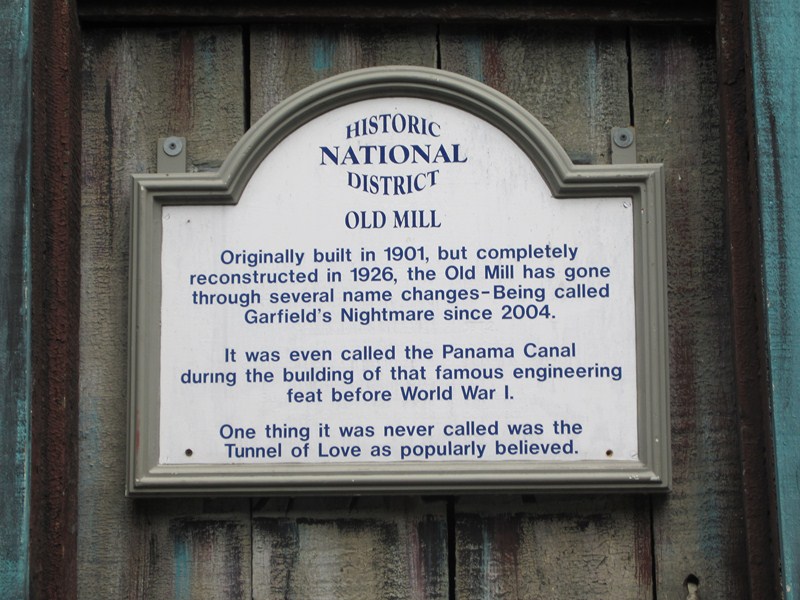 HISTORIC
NATIONAL
DISTRICT
OLD MILL
Originally built in 1901, but completely
reconstructed in 1926, the Old Mill has gone
through several name changes-Being called
Garfield's Nightmare since 2004.
It was even called the Panama Canal
during the building of that famous engineering
feat before World War I.
One thing it was never called was the
Tunnel of Love as popularly believed.